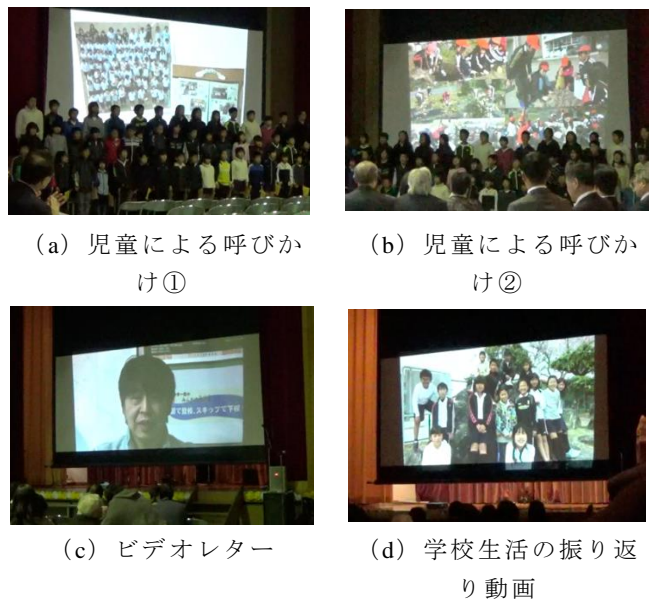 (a) 児童による呼びか
け①
(b) 児童による呼びか
け②
(c) ビデオレター
(d) 学校生活の振り返
り動画